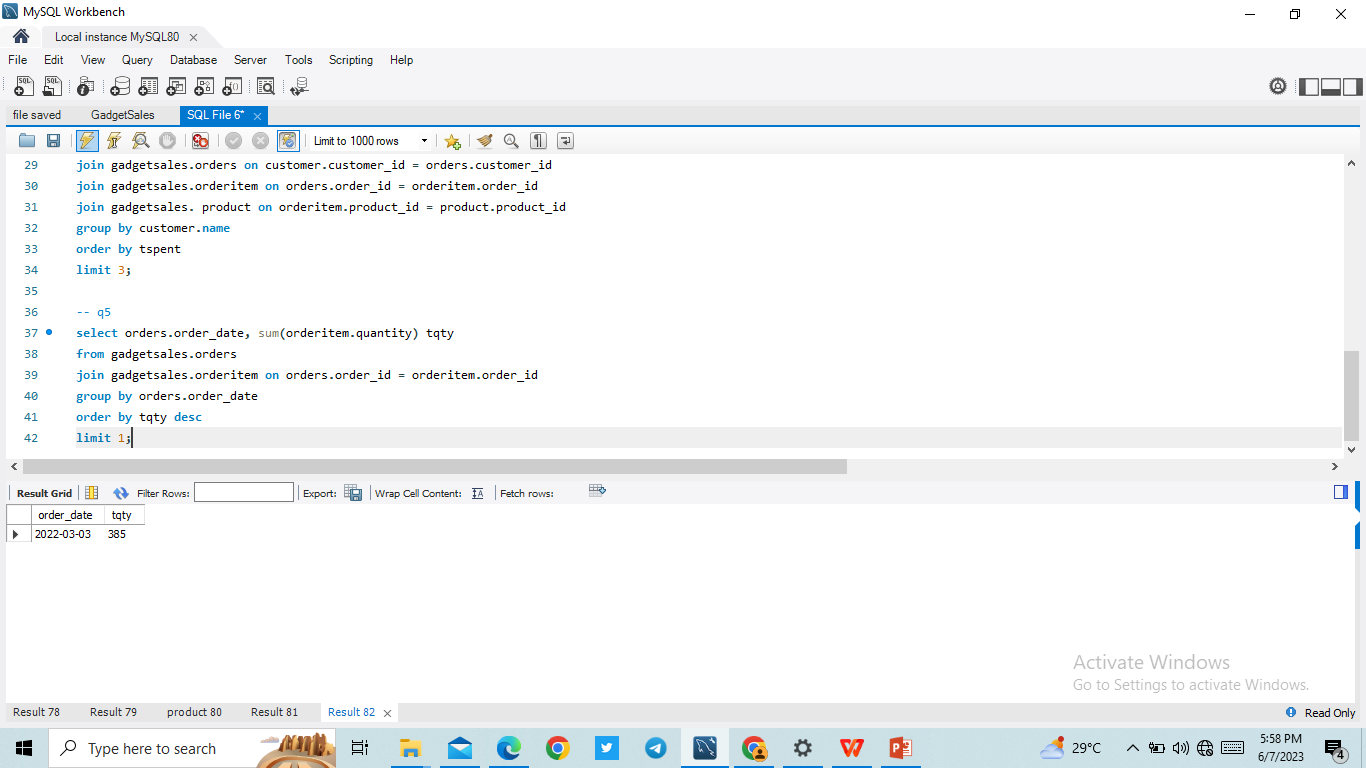 MySQL Workbench
Local instance MySQL80
File Edit View Query Database Server Tools Scripting Help
file saved GadgetSales SQL File 6*
Limit to 1000 rows
29 join gadgetsales.orders on customer.customer_id = orders.customer_id
30 join gadgetsales.orderitem on orders.order_id = orderitem.order_id
31 join gadgetsales. product on orderitem.product_id = product.product_id
32 group by customer.name
33 order by tspent
34 limit 3;
35
36 -- q5
37 select orders.order_date, sum(orderitem.quantity) tqty
38 from gadgetsales.orders
39 join gadgetsales.orderitem on orders.order_id = orderitem.order_id
40 group by orders.order_date
41 order by tqty desc
42 limit 1;
Result Grid Filter Rows: Export: Wrap Cell Content: IA Fetch rows:
order_date tqty
2022-03-03 385
Activate Windows
Go to Settings to activate Windows.
Result 78 Result 79 product 80 Result 81 Result 82 Read Only
Type here to search 29°C 5:58 PM
6/7/2023 4